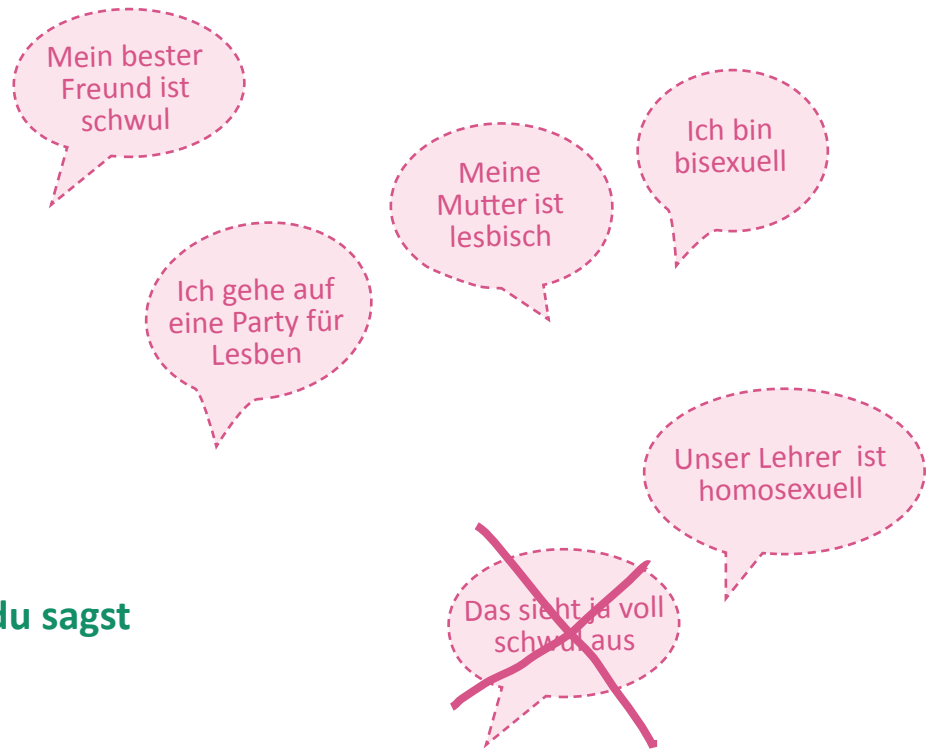 Mein bester
Freund ist
schwul
Ich bin
bisexuell
Meine
Mutter ist
lesbisch
Ich gehe auf
eine Party für
Lesben
Unser Lehrer ist
homosexuell
Das sieht ja voll
schwul aus
du sagst